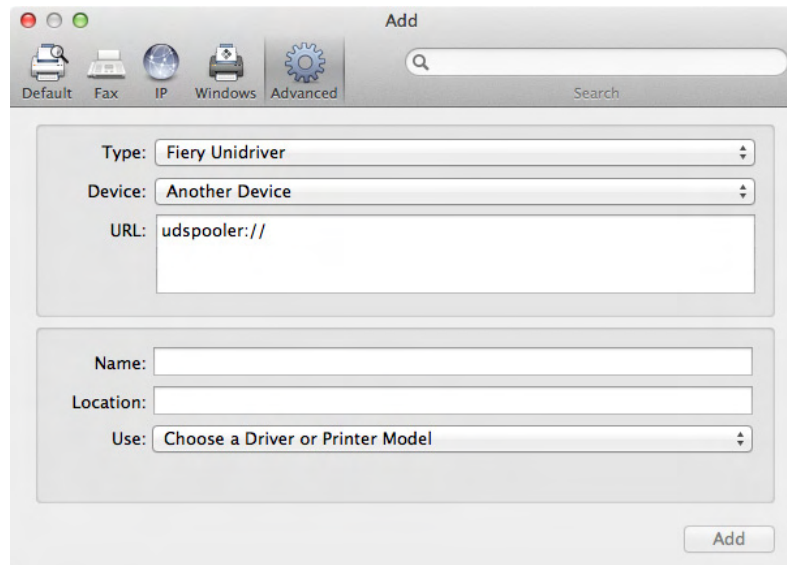 Add
Default Fax IP Windows Advanced Search
Type: Fiery Unidriver
Device: Another Device
URL: udspooler://
Name:
Location:
Use: Choose a Driver or Printer Model
Add